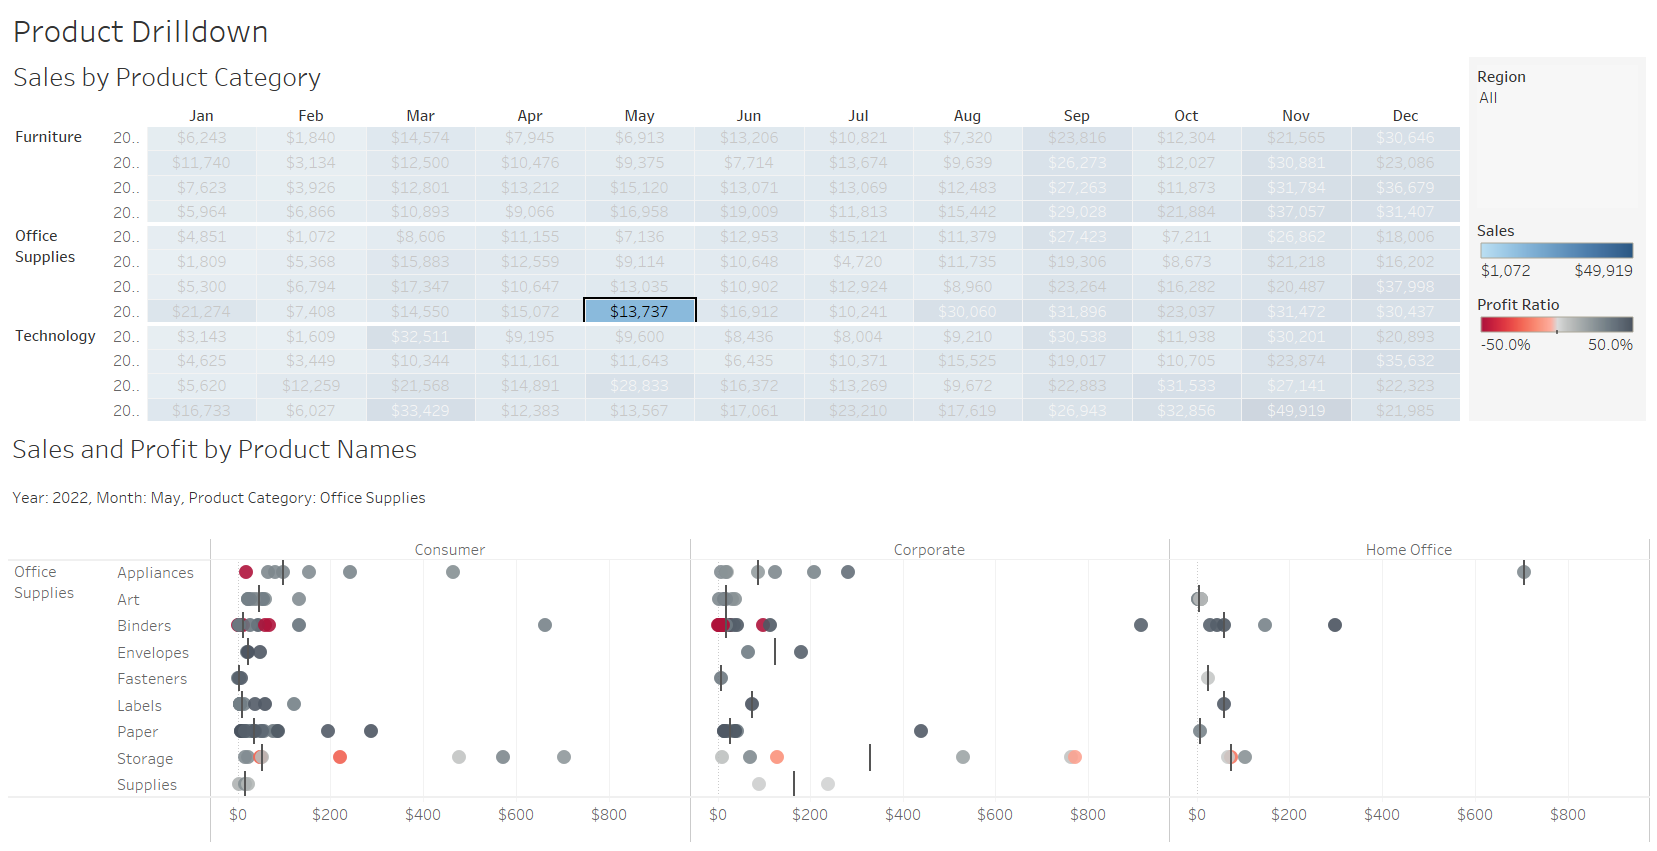 Product Drilldown
Sales by Product Category
Jan Feb Mar Apr May Jun Jul Aug Sep Oct Nov Dec
Furniture 20.. $6,243 $1,840 $14,574 $7,945 $6,913 $13,206 $10,821 $7,320 $23,816 $12,304 $21,565 $30,646
20.. $11,740 $3,134 $12,500 $10,476 $9,375 $7,714 $13,674 $9,639 $26,273 $12,027 $30,881 $23,086
20.. $7,623 $3,926 $12,801 $13,212 $15,120 $13,071 $13,069 $12,483 $27,263 $11,873 $31,784 $36,679
20.. $5,964 $6,866 $10,893 $9,066 $16,958 $19,009 $11,813 $15,442 $29,028 $21,884 $37,057 $31,407
Office Supplies 20.. $4,851 $1,072 $8,606 $11,155 $7,136 $12,953 $15,121 $11,379 $27,423 $7,211 $26,862 $18,006
20.. $1,809 $5,368 $15,883 $12,559 $9,114 $10,648 $4,720 $11,735 $19,306 $8,673 $21,218 $16,202
20.. $5,300 $6,794 $17,347 $10,647 $13,035 $10,902 $12,924 $8,960 $23,264 $16,282 $20,487 $37,998
20.. $21,274 $7,408 $14,550 $15,072 $13,737 $16,912 $10,241 $30,060 $31,896 $23,037 $31,472 $30,437
Technology 20.. $3,143 $1,609 $32,511 $9,195 $9,600 $8,436 $8,004 $9,210 $30,538 $11,938 $30,201 $20,893
20.. $4,625 $3,449 $10,344 $11,161 $11,643 $6,435 $10,371 $15,525 $19,017 $10,705 $23,874 $35,632
20.. $5,620 $12,259 $21,568 $14,891 $28,833 $16,372 $13,269 $9,672 $22,883 $31,533 $27,141 $22,323
20.. $16,733 $6,027 $33,429 $12,383 $13,567 $17,061 $23,210 $17,619 $26,943 $32,856 $49,919 $21,985
Region
All
Sales
$1,072 $49,919
Profit Ratio
-50.0% 50.0%
Sales and Profit by Product Names
Year: 2022, Month: May, Product Category: Office Supplies
Consumer Corporate Home Office
Office Supplies
Appliances
Art
Binders
Envelopes
Fasteners
Labels
Paper
Storage
Supplies
$0 $200 $400 $600 $800 $0 $200 $400 $600 $800 $0 $200 $400 $600 $800